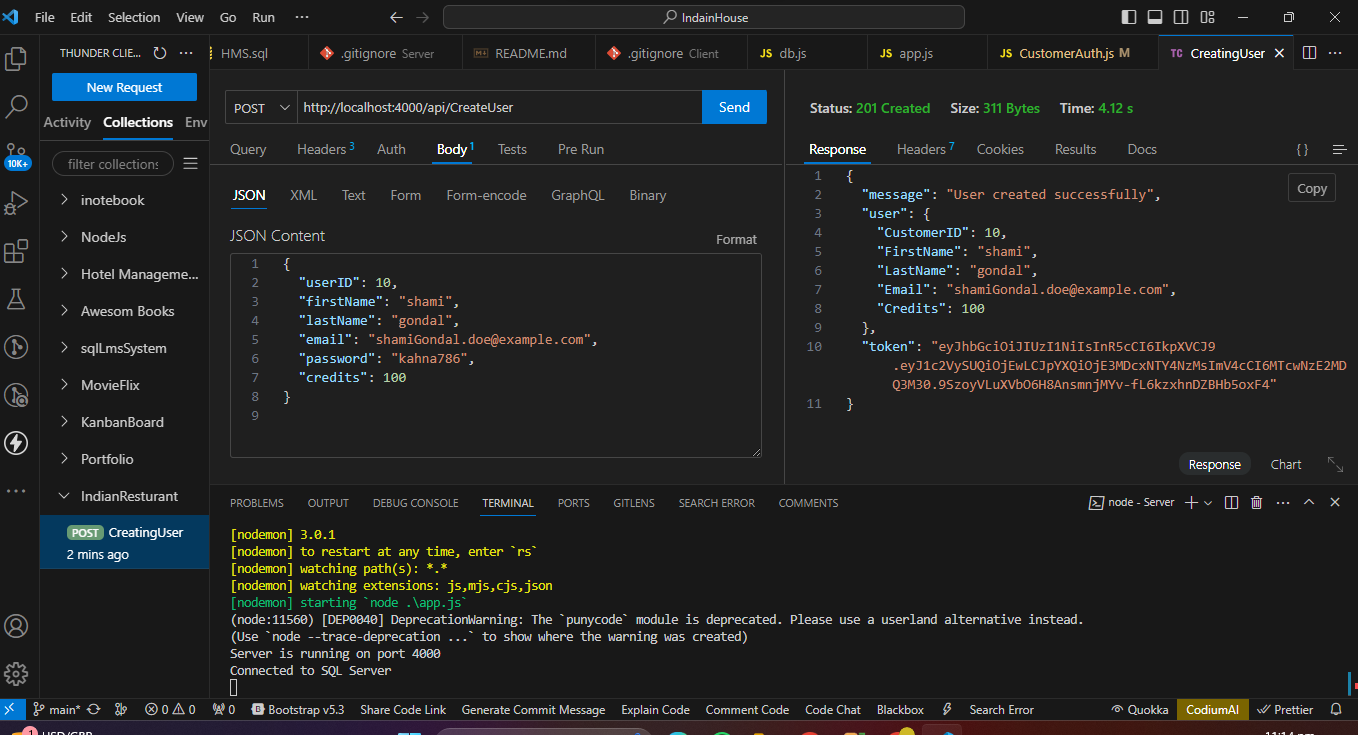 File Edit Selection View Go Run ··· IndainHouse
THUNDER CLIE... ··· HMS.sql .gitignore Server README.md .gitignore Client JS db.js JS app.js JS CustomerAuth.js M TC CreatingUser ···
New Request
Activity Collections Env
filter collections
inotebook
NodeJs
Hotel Manageme...
Awesom Books
sqlLmsSystem
MovieFlix
KanbanBoard
Portfolio
IndianResturant
POST CreatingUser
2 mins ago
10K+
POST http://localhost:4000/api/CreateUser Send
Query Headers 3 Auth Body 1 Tests Pre Run
JSON XML Text Form Form-encode GraphQL Binary
JSON Content Format
1 {
2 "userID": 10,
3 "firstName": "shami",
4 "lastName": "gondal",
5 "email": "shamiGondal.doe@example.com",
6 "password": "kahna786",
7 "credits": 100
8 }
9
Status: 201 Created Size: 311 Bytes Time: 4.12 s
Response Headers 7 Cookies Results Docs {}
Copy
1 {
2 "message": "User created successfully",
3 "user": {
4 "CustomerID": 10,
5 "FirstName": "shami",
6 "LastName": "gondal",
7 "Email": "shamiGondal.doe@example.com",
8 "Credits": 100
9 },
10 "token": "eyJhbGciOiJIUzI1NiIsInR5cCI6IkpXVCJ9
.eyJ1c2VySUQiOjEwLCJpYXQiOjE3MDcxNTY4NzMsImV4cCI6MTcwNzE2MD
Q3M30.9SzoyVLuXVbO6H8AnsmnjMYv-fL6kzxhnDZBHb5oxF4"
11 }
Response Chart
PROBLEMS OUTPUT DEBUG CONSOLE TERMINAL PORTS GITLENS SEARCH ERROR COMMENTS node - Server ···
[nodemon] 3.0.1
[nodemon] to restart at any time, enter `rs`
[nodemon] watching path(s): *.*
[nodemon] watching extensions: js,mjs,cjs,json
[nodemon] starting `node .\app.js`
(node:11560) [DEP0040] DeprecationWarning: The `punycode` module is deprecated. Please use a userland alternative instead.
(Use `node --trace-deprecation ...` to show where the warning was created)
Server is running on port 4000
Connected to SQL Server
main* 0 0 0 B Bootstrap v5.3 Share Code Link Generate Commit Message Explain Code Comment Code Code Chat Blackbox Search Error Quokka CodiumAI Prettier
1 USD/GBP 11:14 pm